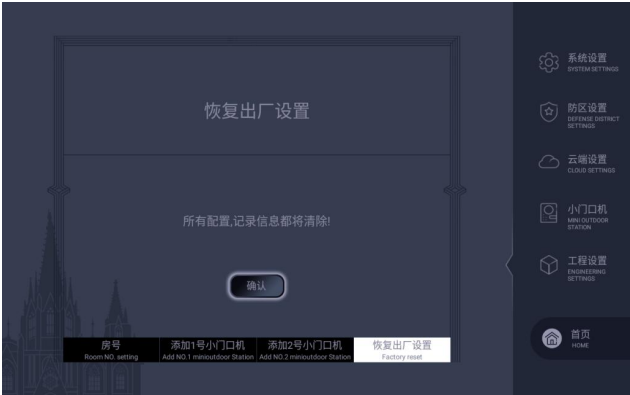 恢复出厂设置
所有配置,记录信息都将清除!
确认
房号
Room NO. setting
添加1号小门口机
Add NO.1 minioutdoor Station
添加2号小门口机
Add NO.2 minioutdoor Station
恢复出厂设置
Factory reset
系统设置
SYSTEM SETTINGS
防区设置
DEFENSE DISTRICT
SETTINGS
云端设置
CLOUD SETTINGS
小门口机
MINI OUTDOOR
STATION
工程设置
ENGINEERING
SETTINGS
首页
HOME